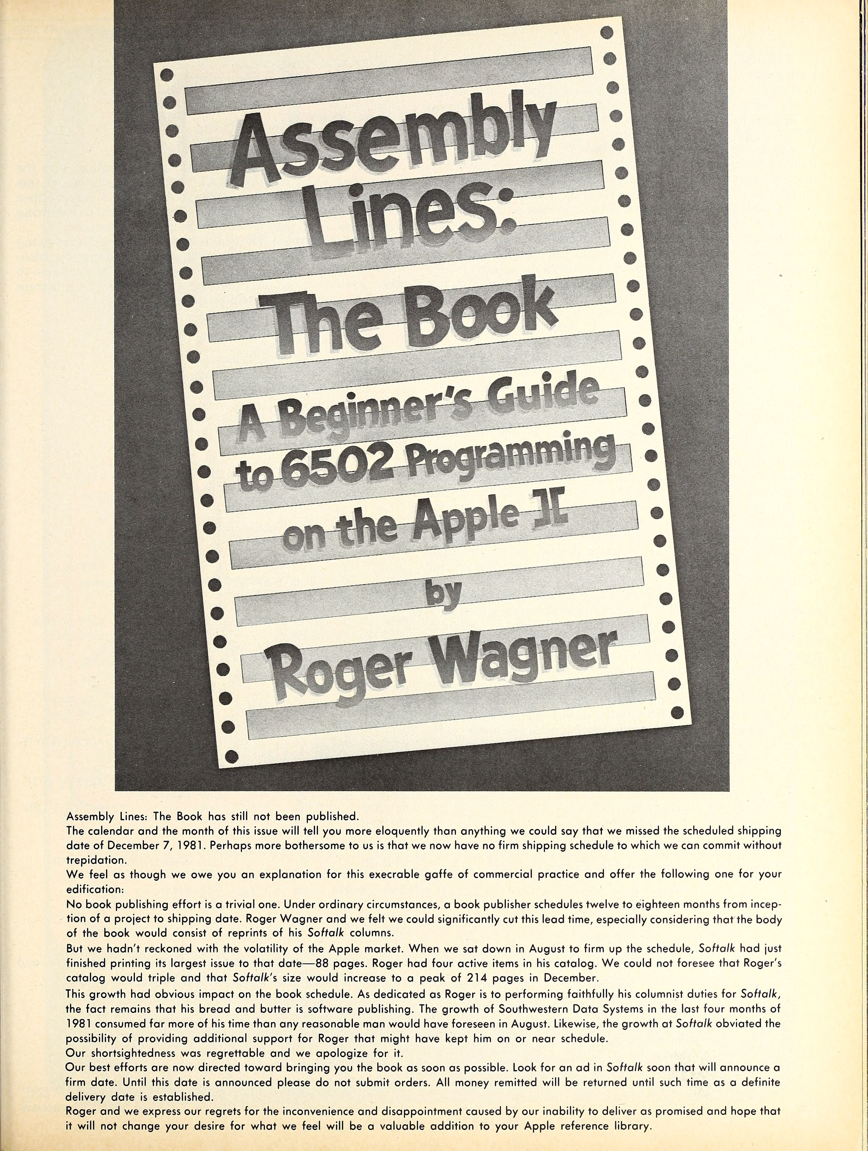 Assembly
Lines:
The Book
A Beginner's Guide
to 6502 Programming
on the Apple ][
by
Roger Wagner
Assembly Lines: The Book has still not been published.
The calendar and the month of this issue will tell you more eloquently than anything we could say that we missed the scheduled shipping
date of December 7, 1981. Perhaps more bothersome to us is that we now have no firm shipping schedule to which we can commit without
trepidation.
We feel as though we owe you an explanation for this execrable gaffe of commercial practice and offer the following one for your
edification:
No book publishing effort is a trivial one. Under ordinary circumstances, a book publisher schedules twelve to eighteen months from incep-
tion of a project to shipping date. Roger Wagner and we felt we could significantly cut this lead time, especially considering that the body
of the book would consist of reprints of his Softalk columns.
But we hadn't reckoned with the volatility of the Apple market. When we sat down in August to firm up the schedule, Softalk had just
finished printing its largest issue to that date—88 pages. Roger had four active items in his catalog. We could not foresee that Roger's
catalog would triple and that Softalk's size would increase to a peak of 214 pages in December.
This growth had obvious impact on the book schedule. As dedicated as Roger is to performing faithfully his columnist duties for Softalk,
the fact remains that his bread and butter is software publishing. The growth of Southwestern Data Systems in the last four months of
1981 consumed far more of his time than any reasonable man would have foreseen in August. Likewise, the growth at Softalk obviated the
possibility of providing additional support for Roger that might have kept him on or near schedule.
Our shortsightedness was regrettable and we apologize for it.
Our best efforts are now directed toward bringing you the book as soon as possible. Look for an ad in Softalk soon that will announce a
firm date. Until this date is announced please do not submit orders. All money remitted will be returned until such time as a definite
delivery date is established.
Roger and we express our regrets for the inconvenience and disappointment caused by our inability to deliver as promised and hope that
it will not change your desire for what we feel will be a valuable addition to your Apple reference library.